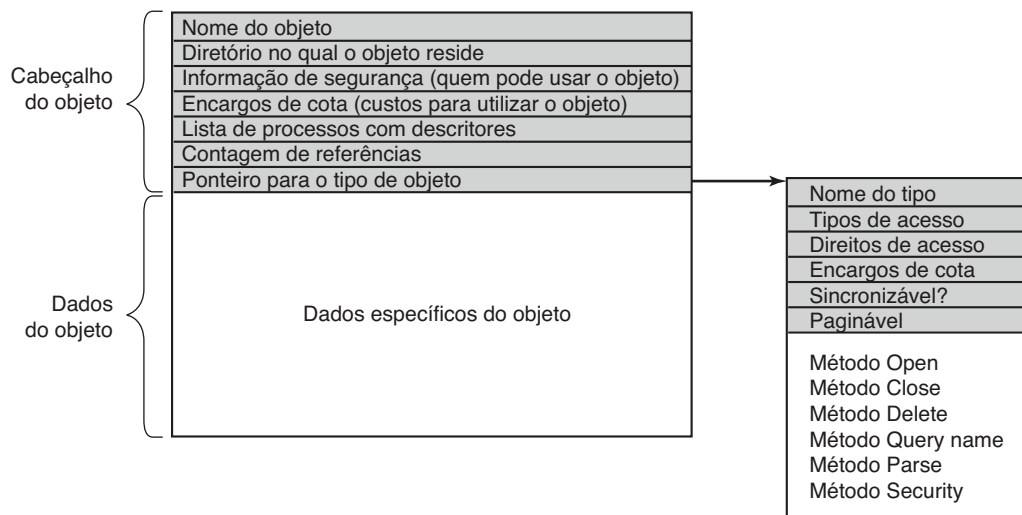 Cabeçalho
do objeto
Nome do objeto
Diretório no qual o objeto reside
Informação de segurança (quem pode usar o objeto)
Encargos de cota (custos para utilizar o objeto)
Lista de processos com descritores
Contagem de referências
Ponteiro para o tipo de objeto
Dados
do objeto
Dados específicos do objeto
Nome do tipo
Tipos de acesso
Direitos de acesso
Encargos de cota
Sincronizável?
Paginável
Método Open
Método Close
Método Delete
Método Query name
Método Parse
Método Security